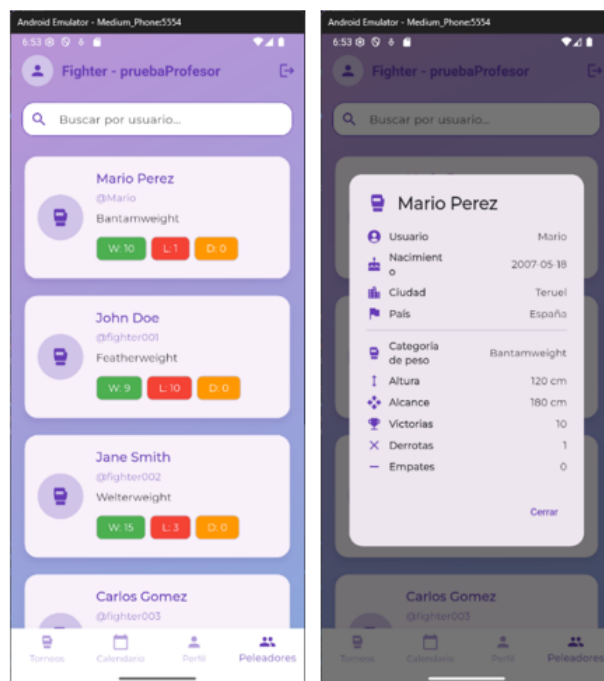 Android Emulator - Medium_Phone:5554
6:53
Fighter - pruebaProfesor
Buscar por usuario...
Mario Perez
@Mario
Bantamweight
W: 10 L: 1 D: 0
John Doe
@fighter001
Featherweight
W: 9 L: 10 D: 0
Jane Smith
@fighter002
Welterweight
W: 15 L: 3 D: 0
Carlos Gomez
@fighter003
Torneos Calendario Perfil Peleadores
Android Emulator - Medium_Phone:5554
6:53
Fighter - pruebaProfesor
Buscar por usuario...
Mario Perez
Usuario Mario
Nacimient
o 2007-05-18
Ciudad Teruel
País España
Categoría
de peso Bantamweight
Altura 120 cm
Alcance 180 cm
Victorias 10
Derrotas 1
Empates 0
Cerrar
Carlos Gomez
@fighter003
Torneos Calendario Perfil Peleadores